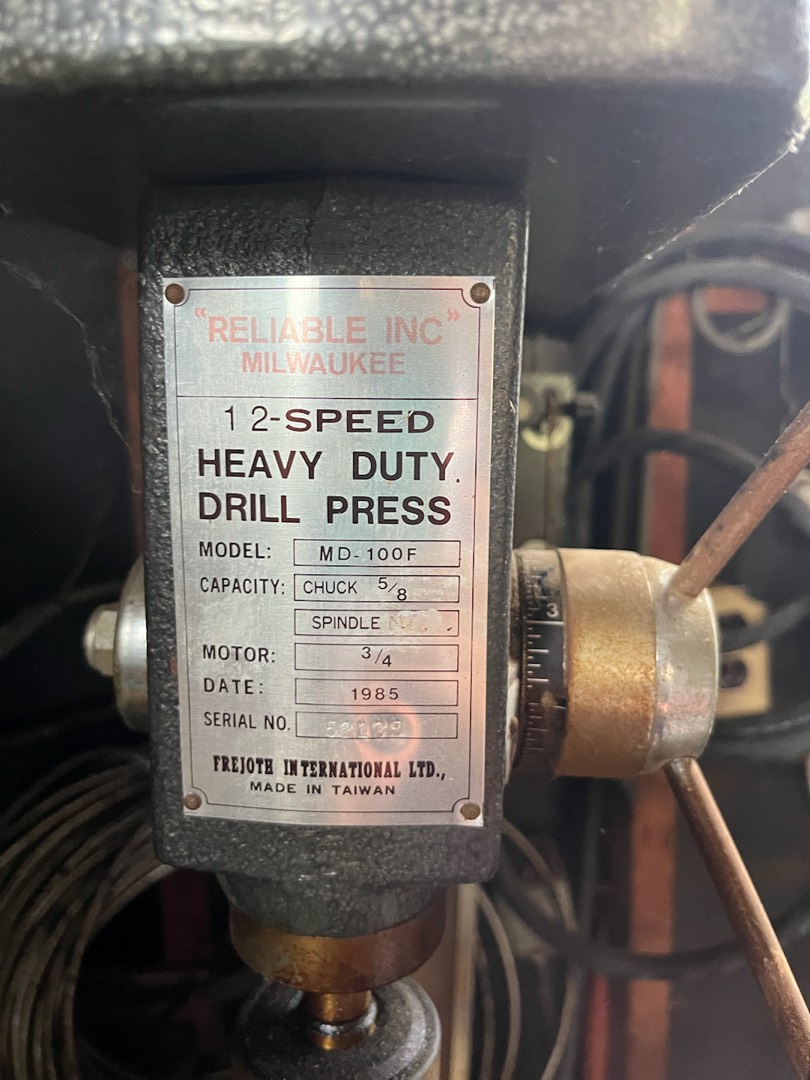 "RELIABLE INC"
MILWAUKEE
12-SPEED
HEAVY DUTY.
DRILL PRESS
MODEL: MD-100F
CAPACITY: CHUCK 5/8
SPINDLE
MOTOR: 3/4
DATE: 1985
SERIAL NO.
FREJOTH INTERNATIONAL LTD.,
MADE IN TAIWAN
3